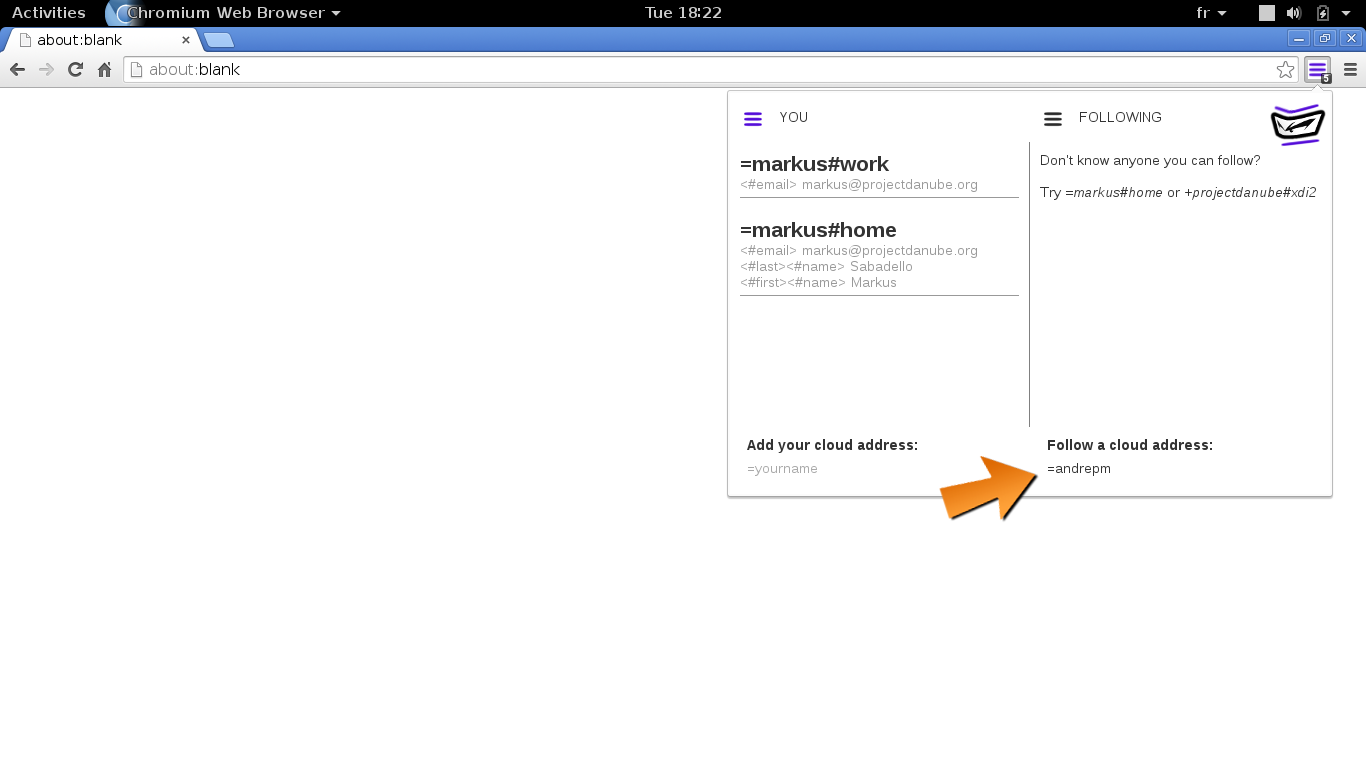 Activities
Chromium Web Browser
Tue 18:22
fr
about:blank
about:blank
5
YOU
=markus#work
<#email> markus@projectdanube.org
=markus#home
<#email> markus@projectdanube.org
<#last><#name> Sabadello
<#first><#name> Markus
Add your cloud address:
=yourname
FOLLOWING
Don't know anyone you can follow?
Try =markus#home or +projectdanube#xdi2
Follow a cloud address:
=andrepm